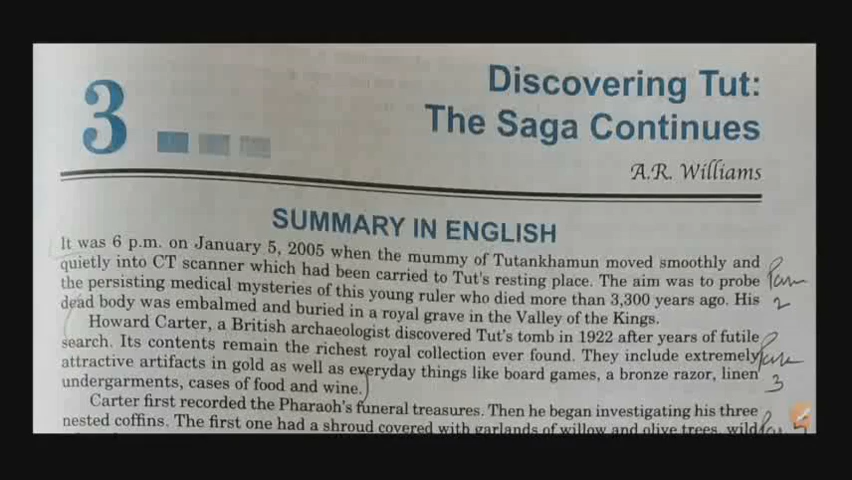 3
Discovering Tut:
The Saga Continues
A.R. Williams
SUMMARY IN ENGLISH
It was 6 p.m. on January 5, 2005 when the mummy of Tutankhamun moved smoothly and
quietly into CT scanner which had been carried to Tut's resting place. The aim was to probe
the persisting medical mysteries of this young ruler who died more than 3,300 years ago. His
dead body was embalmed and buried in a royal grave in the Valley of the Kings.
2
Howard Carter, a British archaeologist discovered Tut's tomb in 1922 after years of futile
search. Its contents remain the richest royal collection ever found. They include extremely
attractive artifacts in gold as well as everyday things like board games, a bronze razor, linen
undergarments, cases of food and wine.
3
Carter first recorded the Pharaoh's funeral treasures. Then he began investigating his three
nested coffins. The first one had a shroud covered with garlands of willow and olive trees, wild